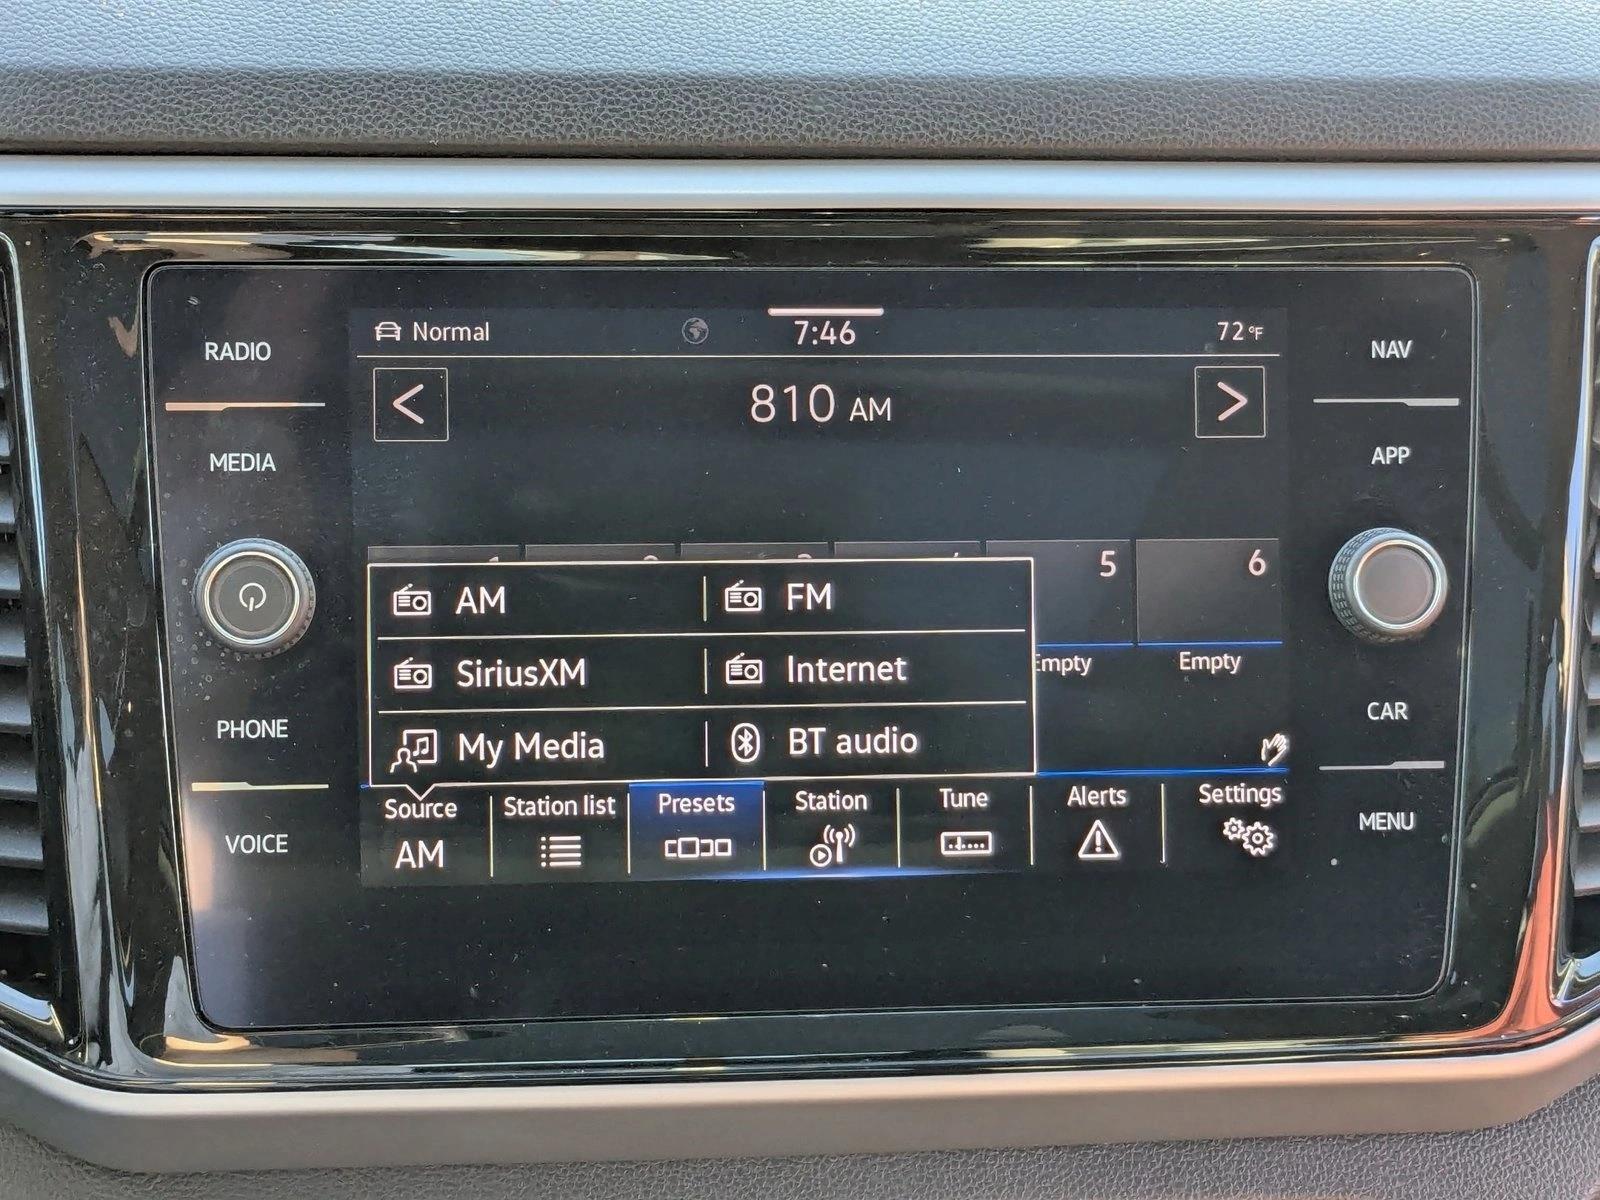 RADIO
MEDIA
PHONE
VOICE
Normal
7:46
72°F
<
810 AM
>
5
6
AM
FM
SiriusXM
Internet
My Media
BT audio
Empty
Empty
Source
AM
Station list
Presets
Station
Tune
Alerts
Settings
NAV
APP
CAR
MENU